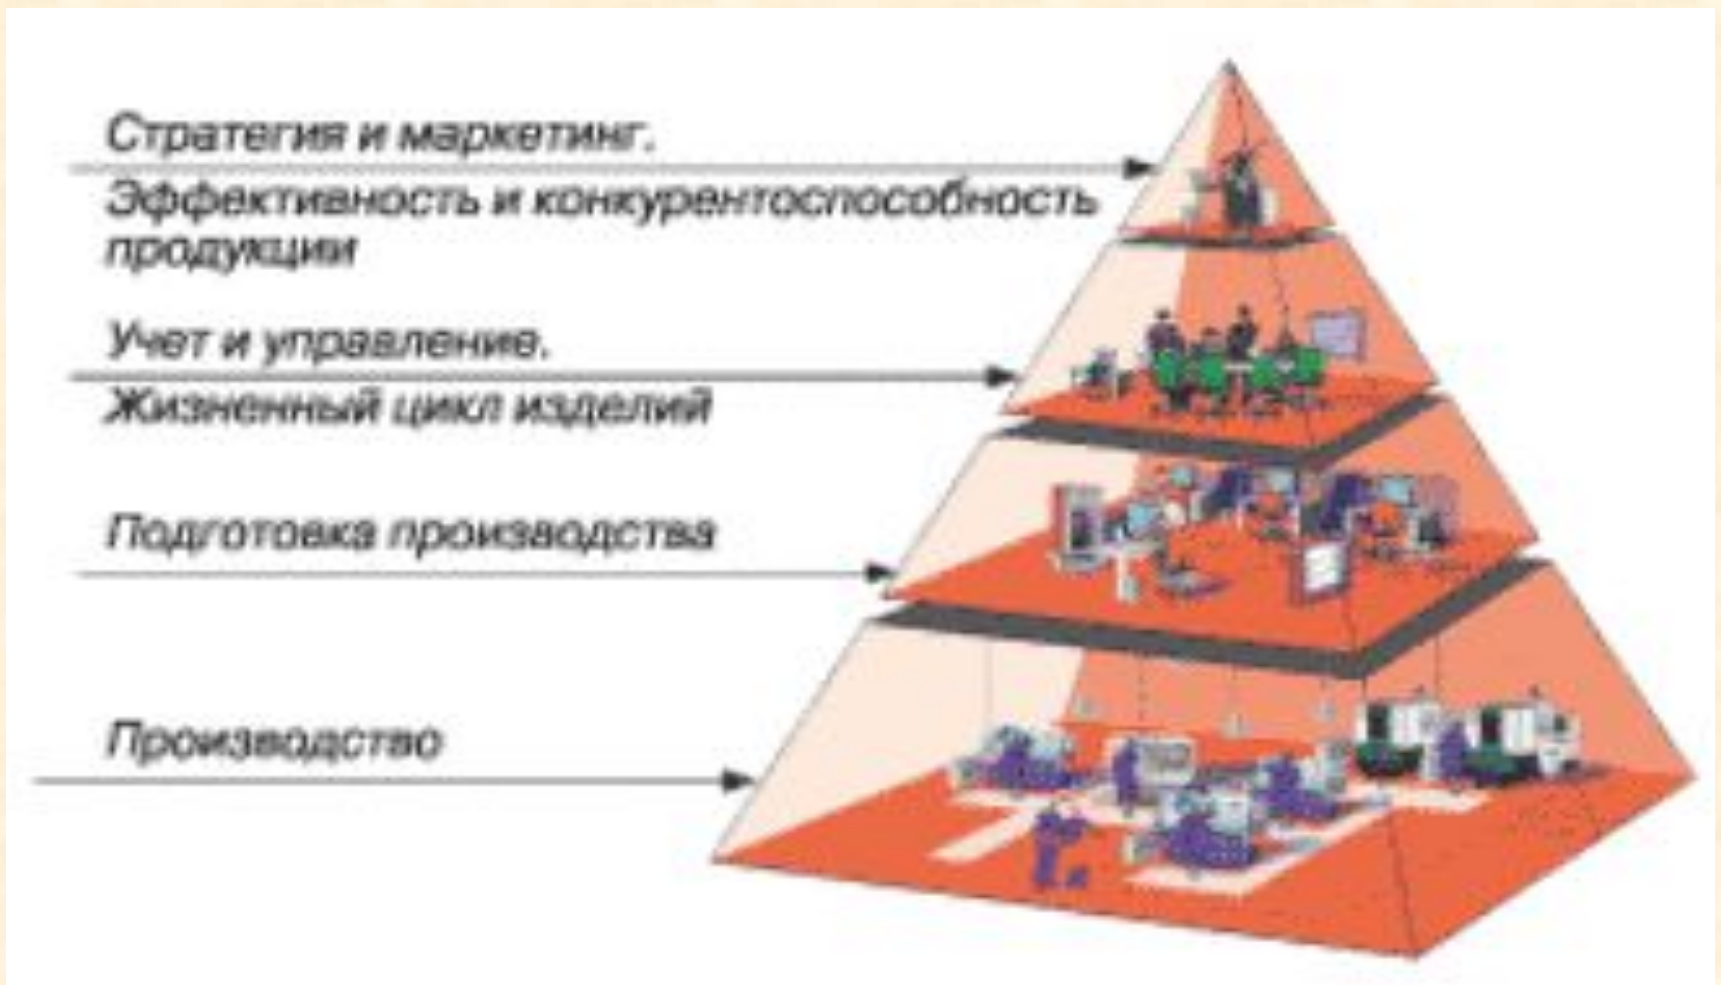 Стратегия и маркетинг.
Эффективность и конкурентоспособность
продукции
Учет и управление.
Жизненный цикл изделий
Подготовка производства
Производство